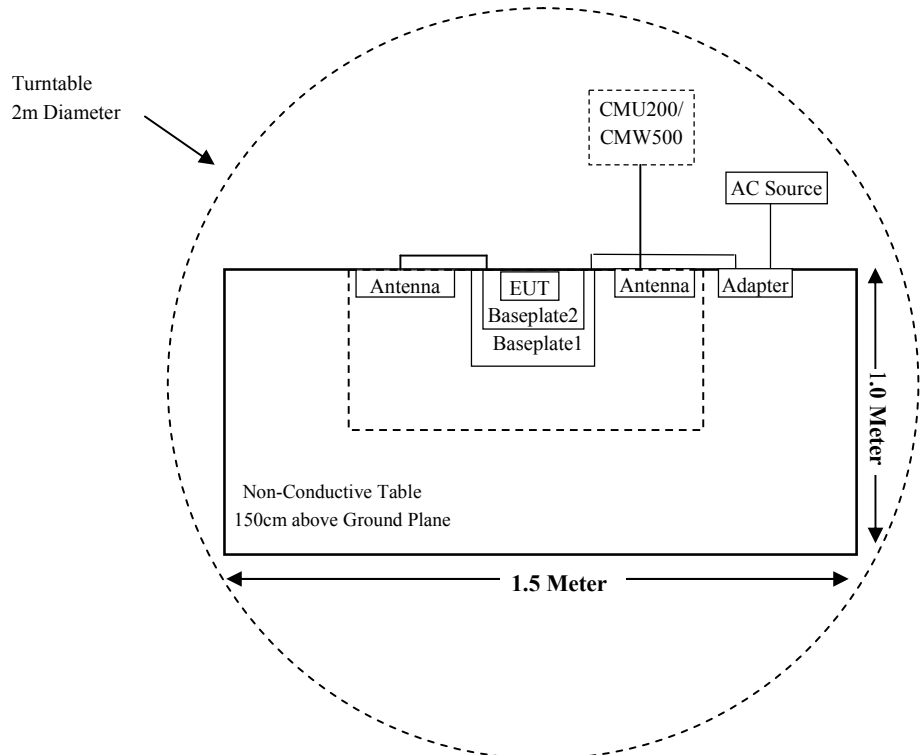 Turntable
2m Diameter
CMU200/
CMW500
AC Source
Antenna
EUT
Antenna
Adapter
Baseplate2
Baseplate1
1.0 Meter
Non-Conductive Table
150cm above Ground Plane
1.5 Meter